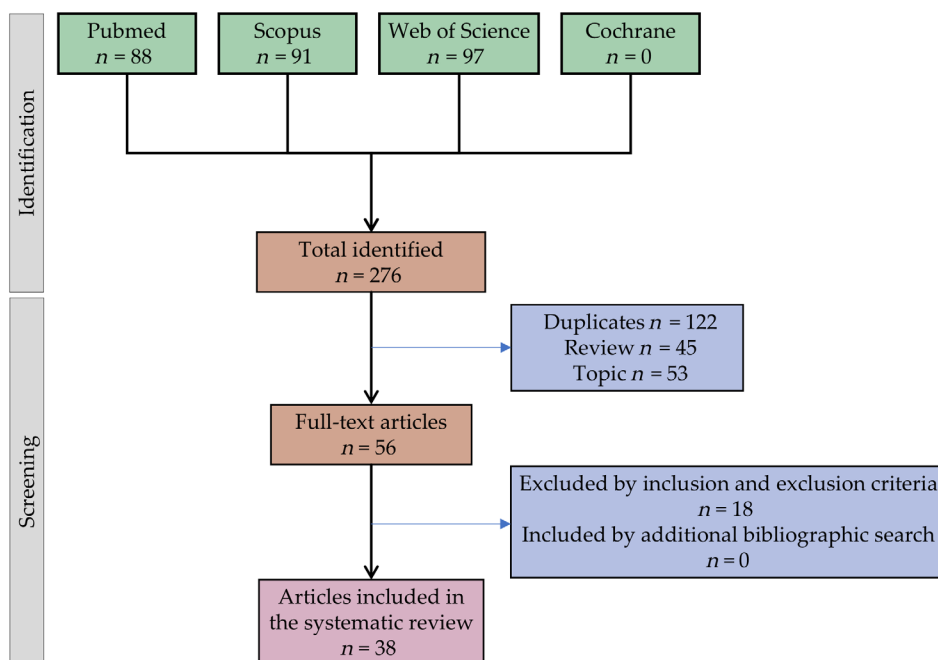 Pubmed
n = 88
Scopus
n = 91
Web of Science
n = 97
Cochrane
n = 0
Identification
Total identified
n = 276
Duplicates n = 122
Review n = 45
Topic n = 53
Screening
Full-text articles
n = 56
Excluded by inclusion and exclusion criteria
n = 18
Included by additional bibliographic search
n = 0
Articles included in
the systematic review
n = 38